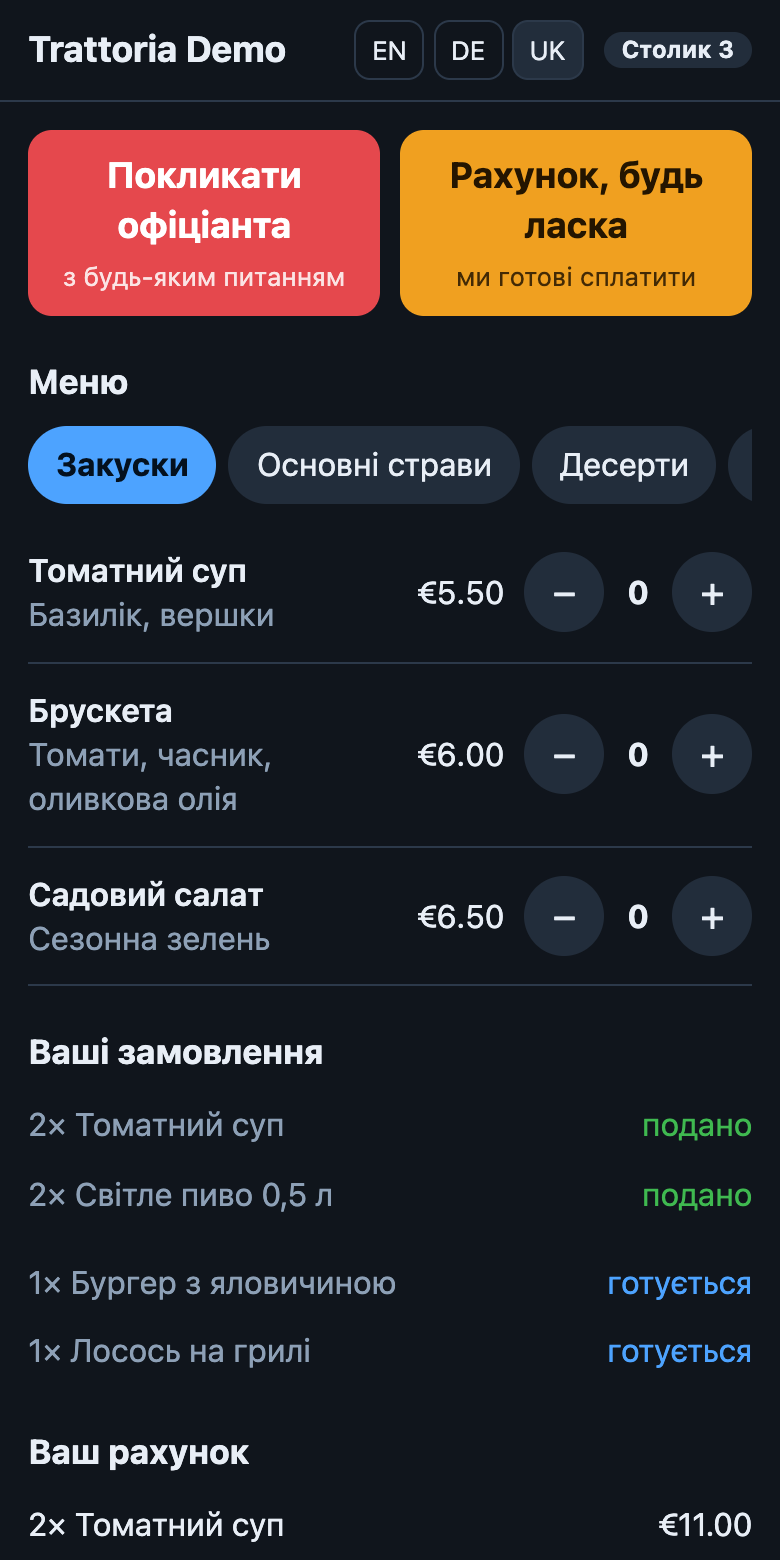 Trattoria Demo
EN
DE
UK
Столик 3
Покликати
офіціанта
з будь-яким питанням
Рахунок, будь
ласка
ми готові сплатити
Меню
Закуски
Основні страви
Десерти
Томатний суп
Базилік, вершки
€5.50
−
0
+
Брускета
Томати, часник,
оливкова олія
€6.00
−
0
+
Садовий салат
Сезонна зелень
€6.50
−
0
+
Ваші замовлення
2× Томатний суп
подано
2× Світле пиво 0,5 л
подано
1× Бургер з яловичиною
готується
1× Лосось на грилі
готується
Ваш рахунок
2× Томатний суп
€11.00